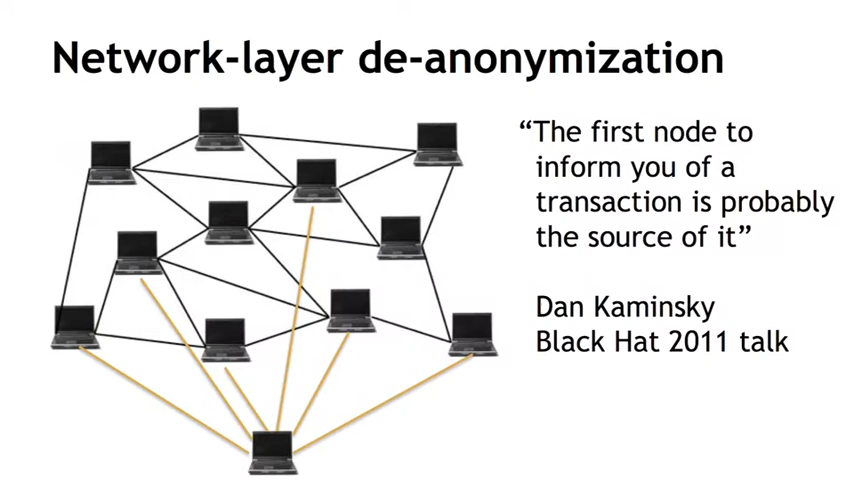 Network-layer de-anonymization
“The first node to
inform you of a
transaction is probably
the source of it”
Dan Kaminsky
Black Hat 2011 talk